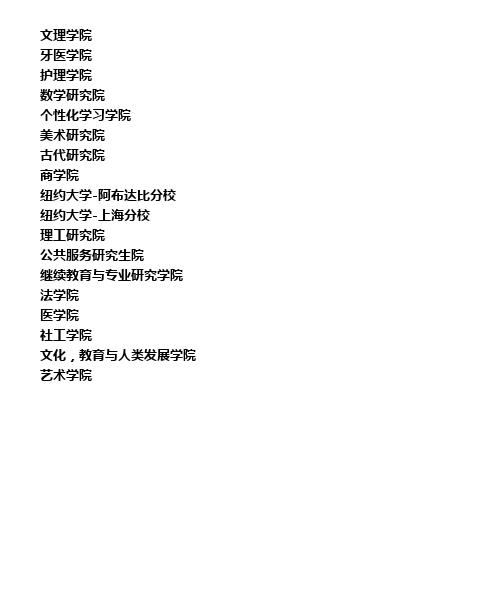 文理学院
牙医学院
护理学院
数学研究院
个性化学习学院
美术研究院
古代研究院
商学院
纽约大学-阿布达比分校
纽约大学-上海分校
理工研究院
公共服务研究生院
继续教育与专业研究学院
法学院
医学院
社工学院
文化，教育与人类发展学院
艺术学院